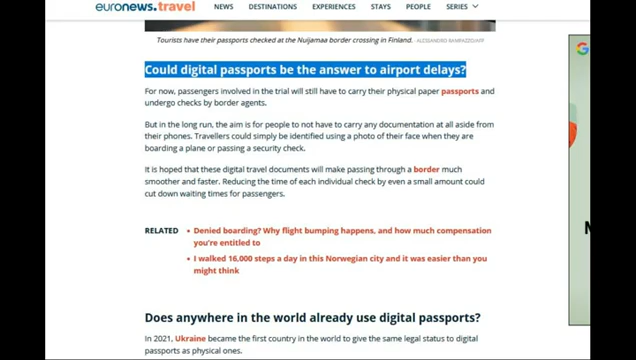 euronews.travel NEWS DESTINATIONS EXPERIENCES STAYS PEOPLE SERIES
Tourists have their passports checked at the Nuijamaa border crossing in Finland. - ALESSANDRO RAMPAZZO/AFP
Could digital passports be the answer to airport delays?
For now, passengers involved in the trial will still have to carry their physical paper passports and
undergo checks by border agents.
But in the long run, the aim is for people to not have to carry any documentation at all aside from
their phones. Travellers could simply be identified using a photo of their face when they are
boarding a plane or passing a security check.
It is hoped that these digital travel documents will make passing through a border much
smoother and faster. Reducing the time of each individual check by even a small amount could
cut down waiting times for passengers.
RELATED
• Denied boarding? Why flight bumping happens, and how much compensation
you're entitled to
• I walked 16,000 steps a day in this Norwegian city and it was easier than you
might think
Does anywhere in the world already use digital passports?
In 2021, Ukraine became the first country in the world to give the same legal status to digital
passports as physical ones.